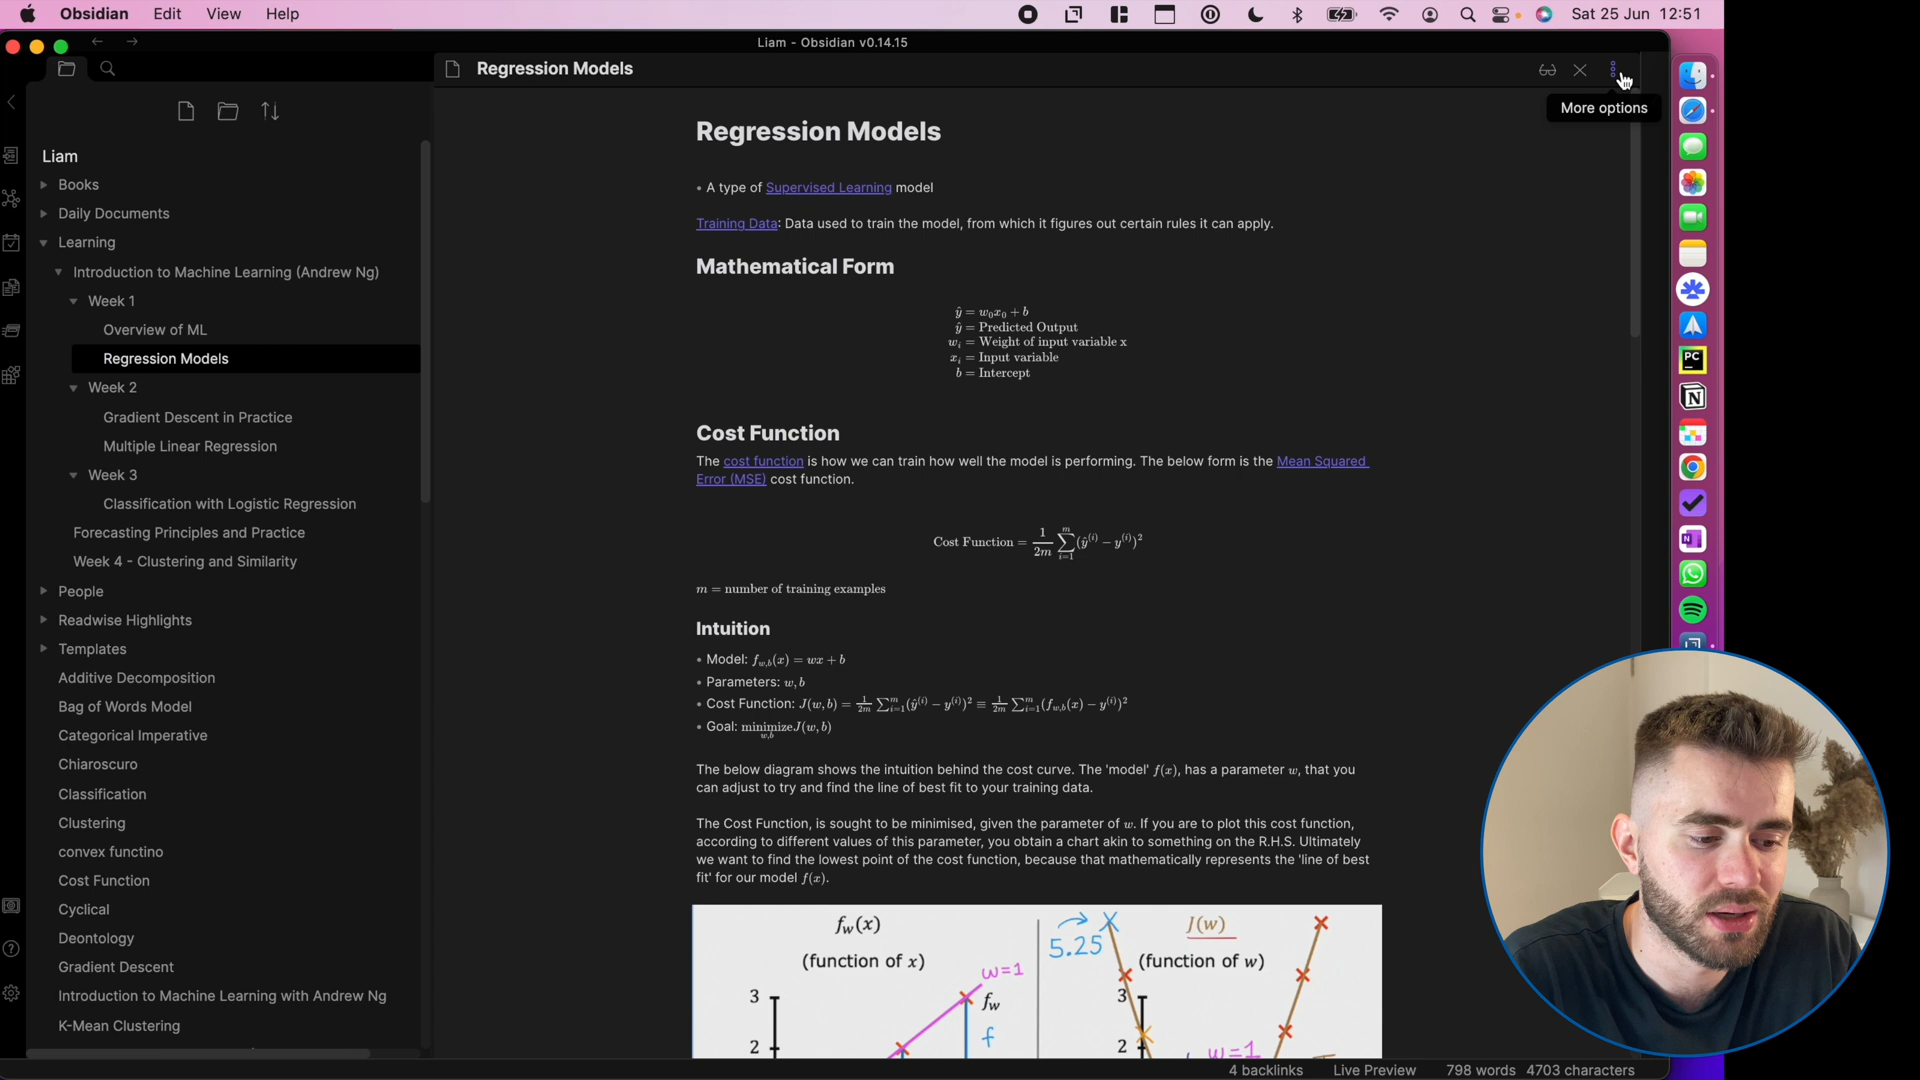 Obsidian Edit View Help Sat 25 Jun 12:51
Liam - Obsidian v0.14.15
Regression Models
More options
Liam
Books
Daily Documents
Learning
Introduction to Machine Learning (Andrew Ng)
Week 1
Overview of ML
Regression Models
Week 2
Gradient Descent in Practice
Multiple Linear Regression
Week 3
Classification with Logistic Regression
Forecasting Principles and Practice
Week 4 - Clustering and Similarity
People
Readwise Highlights
Templates
Additive Decomposition
Bag of Words Model
Categorical Imperative
Chiaroscuro
Classification
Clustering
convex functino
Cost Function
Cyclical
Deontology
Gradient Descent
Introduction to Machine Learning with Andrew Ng
K-Mean Clustering
Regression Models
• A type of Supervised Learning model
Training Data: Data used to train the model, from which it figures out certain rules it can apply.
Mathematical Form
ŷ = w₀x₀ + b
ŷ = Predicted Output
wᵢ = Weight of input variable x
xᵢ = Input variable
b = Intercept
Cost Function
The cost function is how we can train how well the model is performing. The below form is the Mean Squared
Error (MSE) cost function.
Cost Function = 1/2m ∑_{i=1}^{m} (ŷ⁽ⁱ⁾ − y⁽ⁱ⁾)²
m = number of training examples
Intuition
• Model: f_{w,b}(x) = wx + b
• Parameters: w, b
• Cost Function: J(w, b) = 1/2m ∑_{i=1}^{m} (ŷ⁽ⁱ⁾ − y⁽ⁱ⁾)² ≡ 1/2m ∑_{i=1}^{m} (f_{w,b}(x) − y⁽ⁱ⁾)²
• Goal: minimize_{w,b} J(w, b)
The below diagram shows the intuition behind the cost curve. The 'model' f(x), has a parameter w, that you
can adjust to try and find the line of best fit to your training data.
The Cost Function, is sought to be minimised, given the parameter of w. If you are to plot this cost function,
according to different values of this parameter, you obtain a chart akin to something on the R.H.S. Ultimately
we want to find the lowest point of the cost function, because that mathematically represents the 'line of best
fit' for our model f(x).
f_w(x)
(function of x)
w=1
f_w
f
3
2
5.25
J(w)
(function of w)
3
2
w=1
PC
4 backlinks Live Preview 798 words 4703 characters